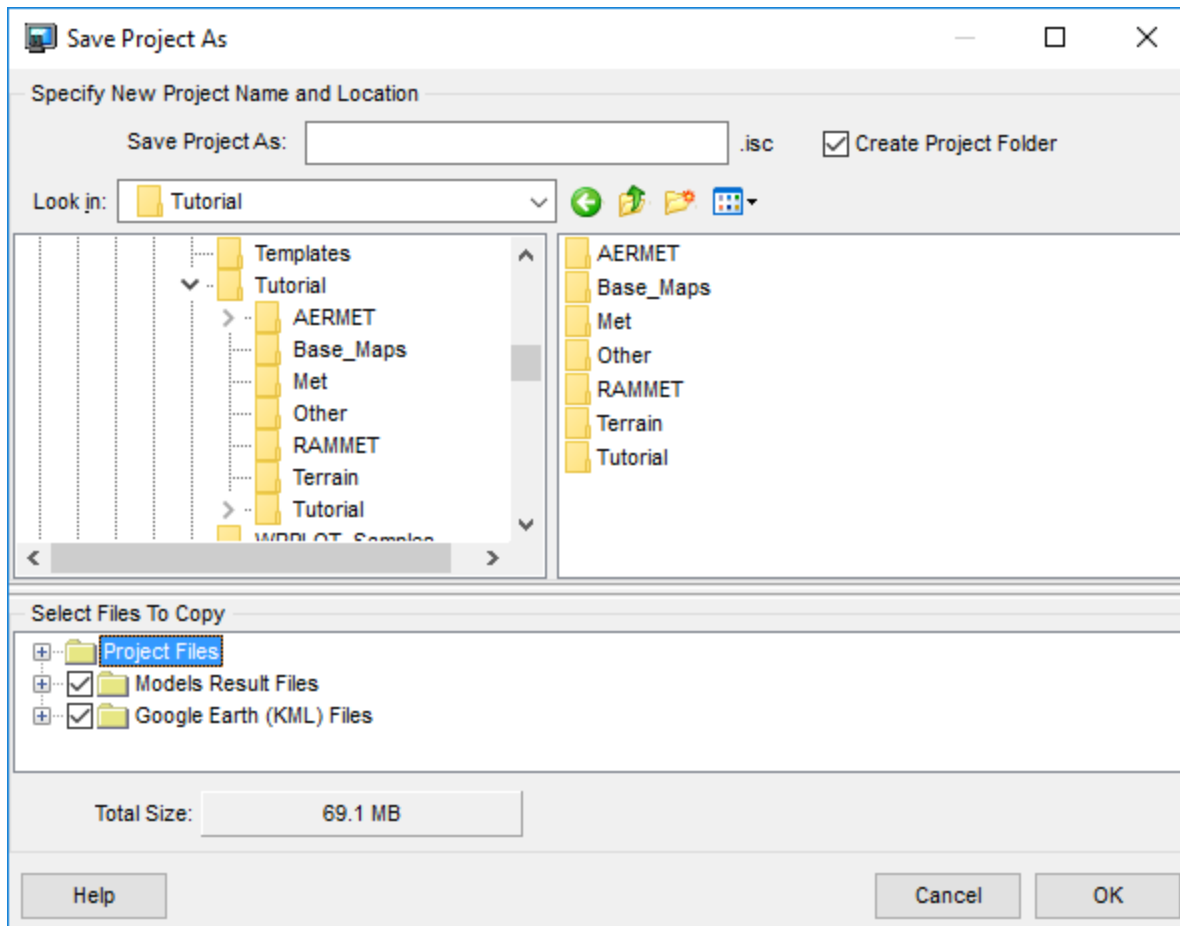 Save Project As
Specify New Project Name and Location
Save Project As: .isc Create Project Folder
Look in: Tutorial
Templates
Tutorial
AERMET
Base_Maps
Met
Other
RAMMET
Terrain
Tutorial
WRPLOT_Samples
AERMET
Base_Maps
Met
Other
RAMMET
Terrain
Tutorial
Select Files To Copy
Project Files
Models Result Files
Google Earth (KML) Files
Total Size: 69.1 MB
Help Cancel OK